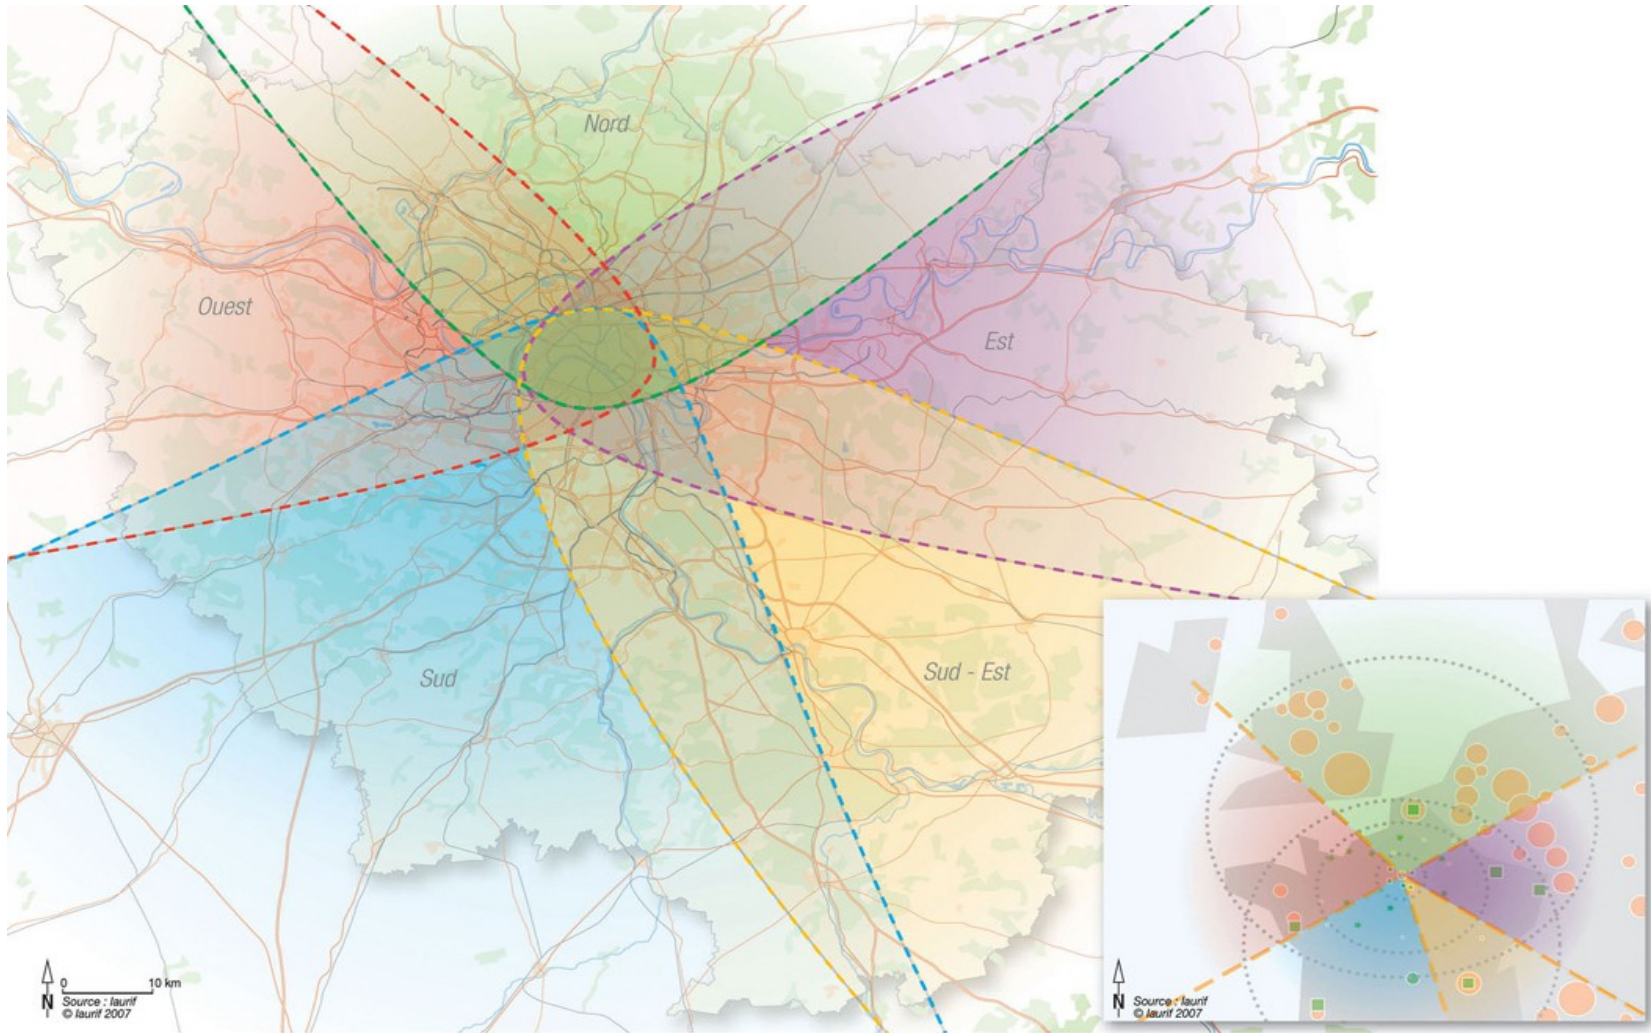 Nord
Ouest
Est
Sud
Sud - Est
0
10 km
N
Source : Iaurif
© Iaurif 2007
N
Source : Iaurif
© Iaurif 2007